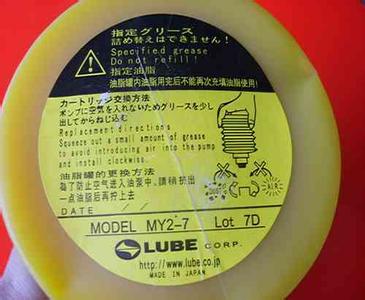 指定グリース
詰め替えはできません!
Specified grease
Do not refill!
指定油脂
油脂罐内油脂用完后不能再次充填油脂使用!
カートリッジ交換方法
ポンプに空気を入れないためグリースを少し
出してからねじ込む
Replacement directions
Squeeze out a small amount of grease
to avoid introducing air into the pump
and install clockwise.
油脂罐的更换方法
為了防止空气进入油泵中、請稍挤出
一点油脂后再拧上去
AIR
DATE
MODEL MY2-7 Lot 7D
LUBE CORP.
http://www.lube.co.jp
MADE IN JAPAN